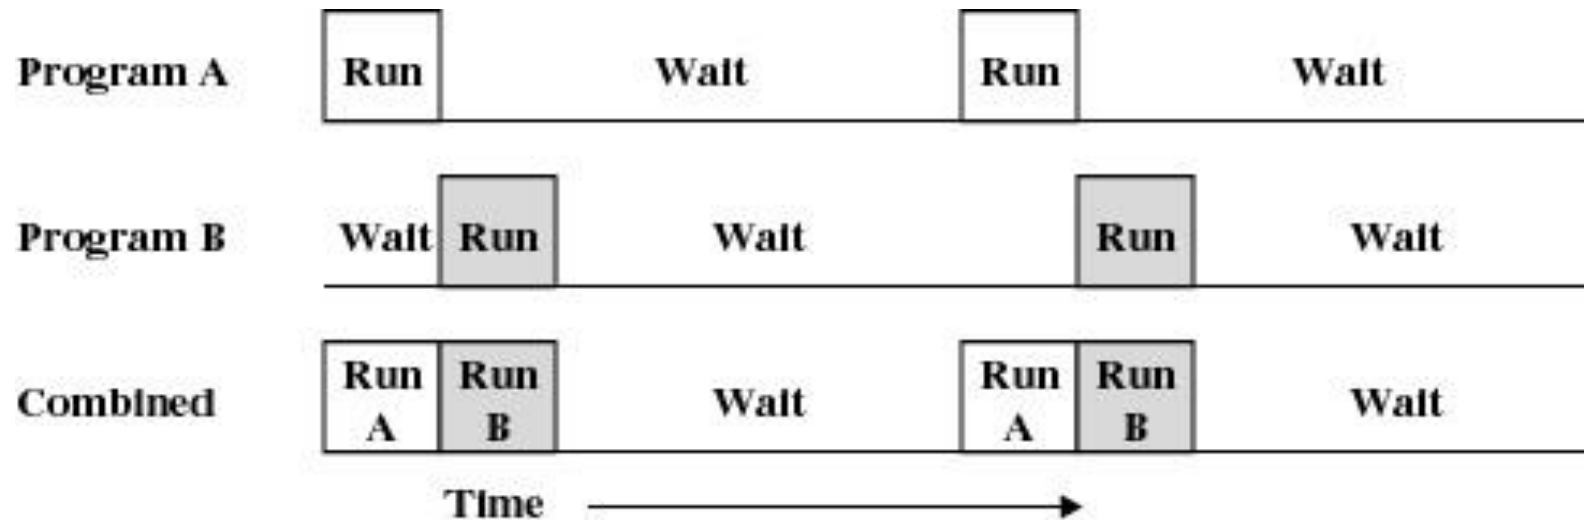 Program A Run Wait Run Wait
Program B Wait Run Wait Run Wait
Combined Run A Run B Wait Run A Run B Wait
Time